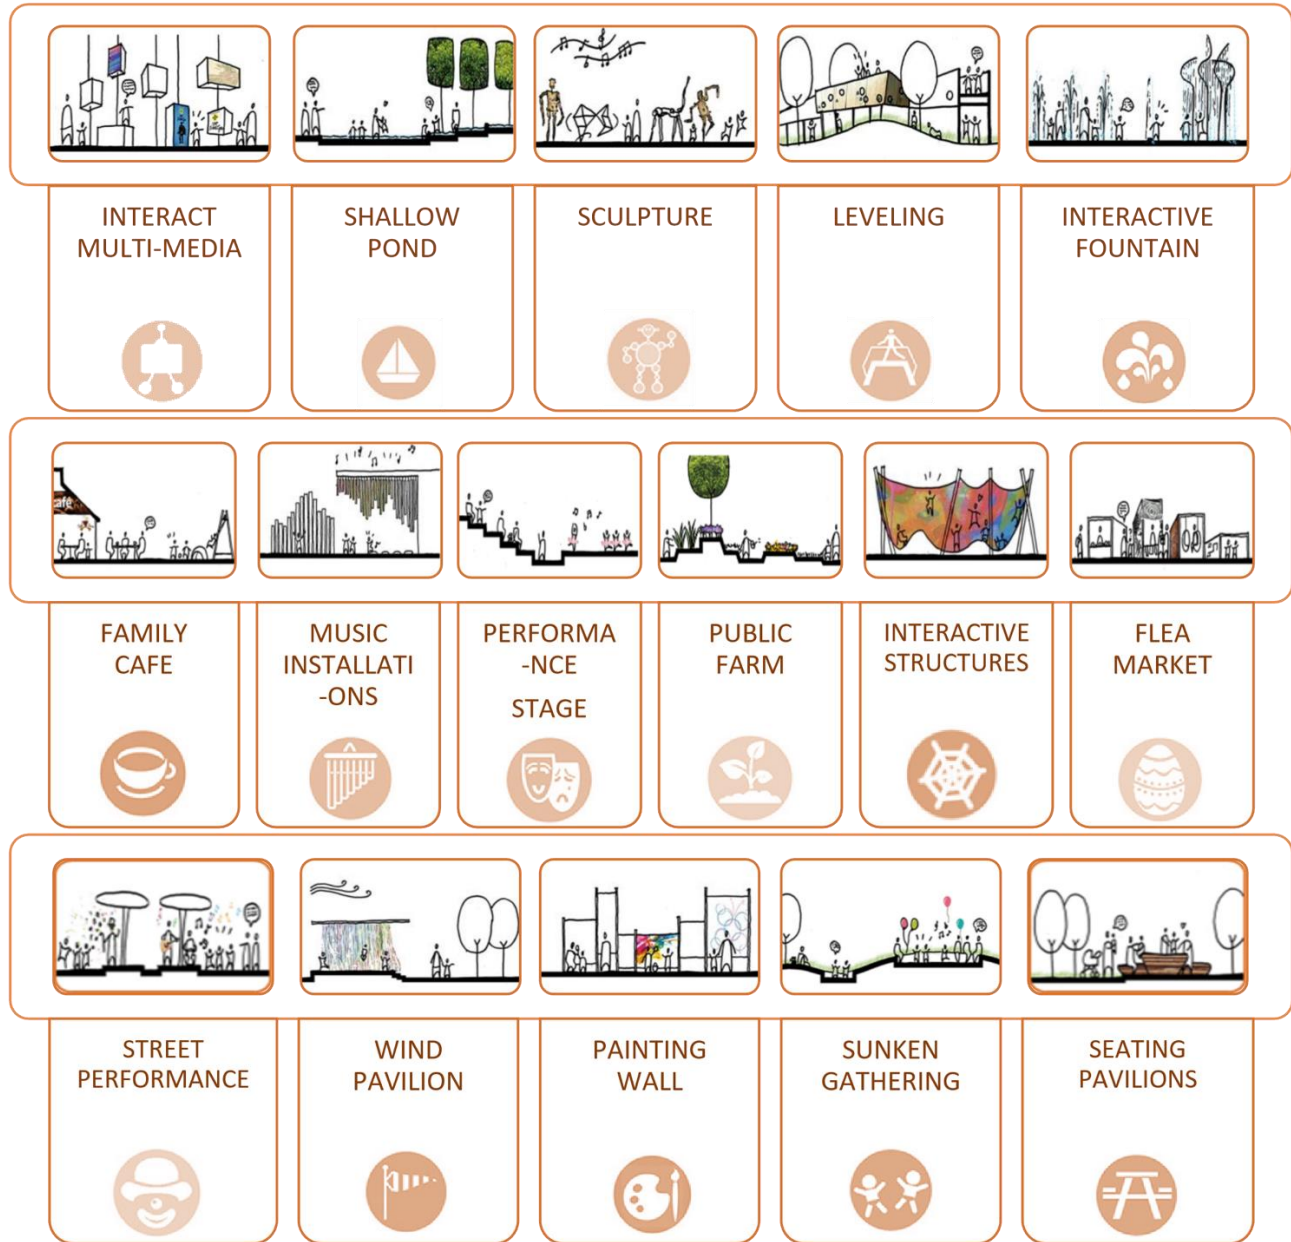 INTERACT
MULTI-MEDIA
SHALLOW
POND
SCULPTURE
LEVELING
INTERACTIVE
FOUNTAIN
café
FAMILY
CAFE
MUSIC
INSTALLATI
-ONS
PERFORMA
-NCE
STAGE
PUBLIC
FARM
INTERACTIVE
STRUCTURES
FLEA
MARKET
STREET
PERFORMANCE
WIND
PAVILION
PAINTING
WALL
SUNKEN
GATHERING
SEATING
PAVILIONS